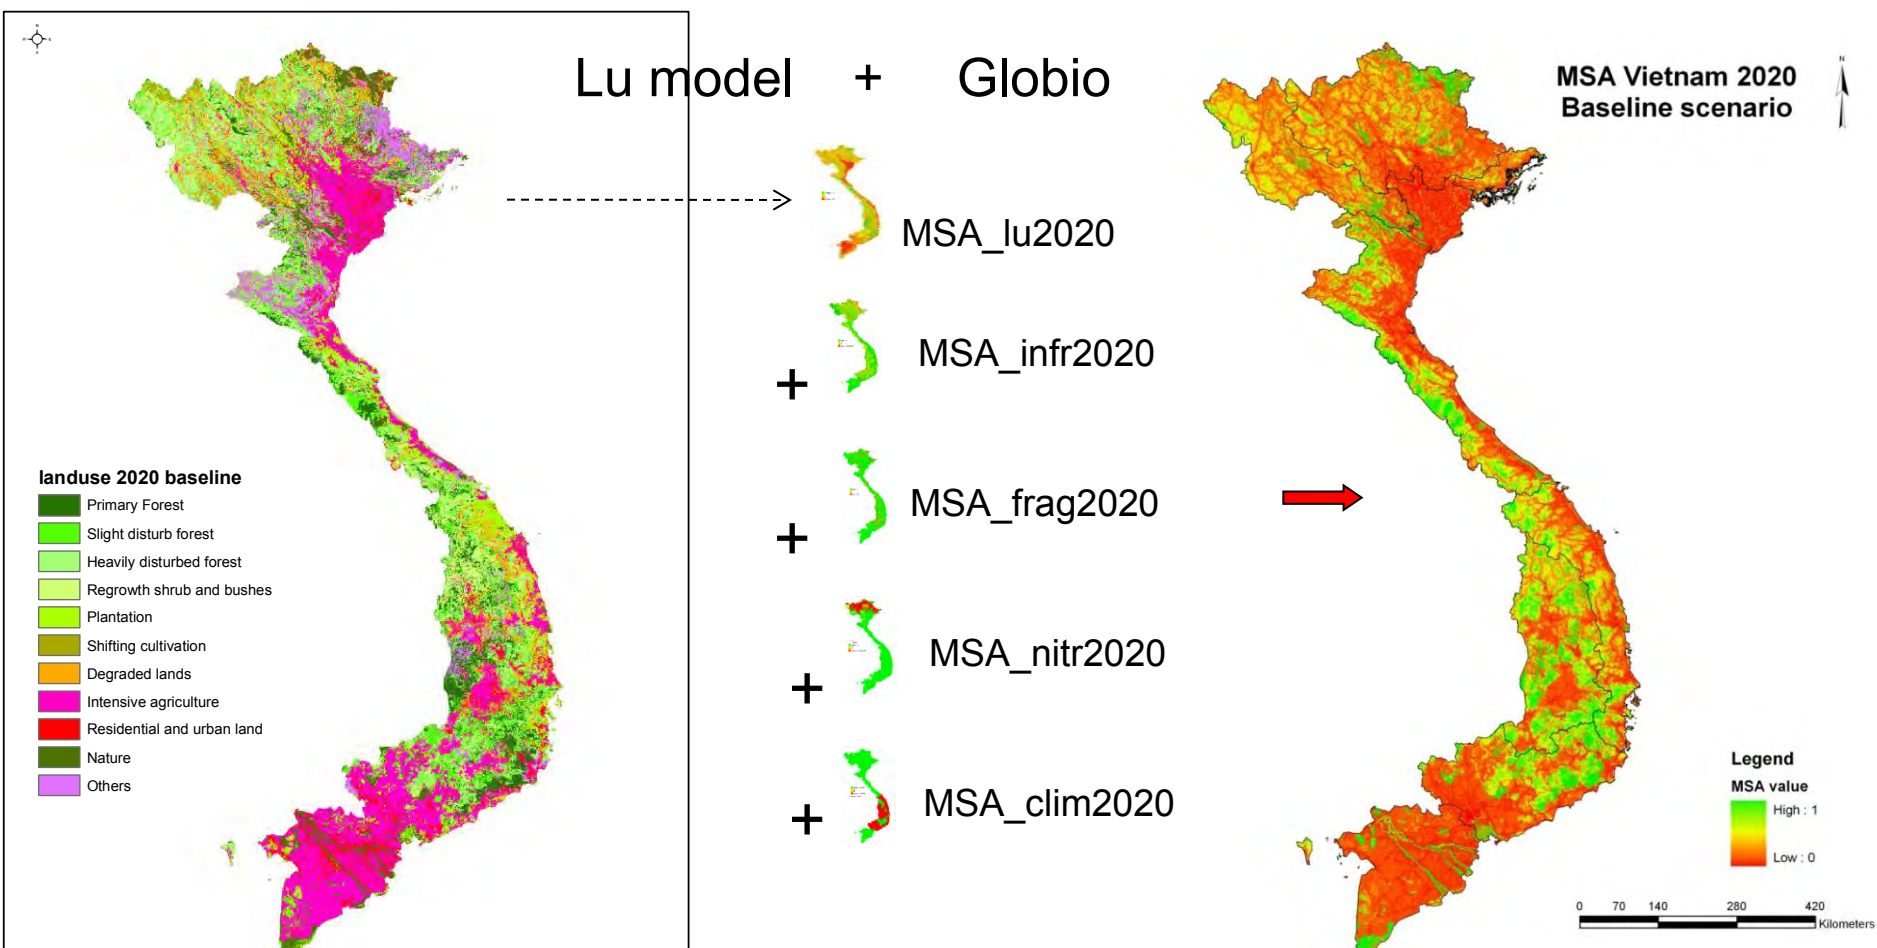 N
Lu model + Globio
MSA Vietnam 2020
Baseline scenario
N
MSA_lu2020
+ MSA_infr2020
+ MSA_frag2020
+ MSA_nitr2020
+ MSA_clim2020
landuse 2020 baseline
Primary Forest
Slight disturb forest
Heavily disturbed forest
Regrowth shrub and bushes
Plantation
Shifting cultivation
Degraded lands
Intensive agriculture
Residential and urban land
Nature
Others
Legend
MSA value
High : 1
Low : 0
0 70 140 280 420
Kilometers